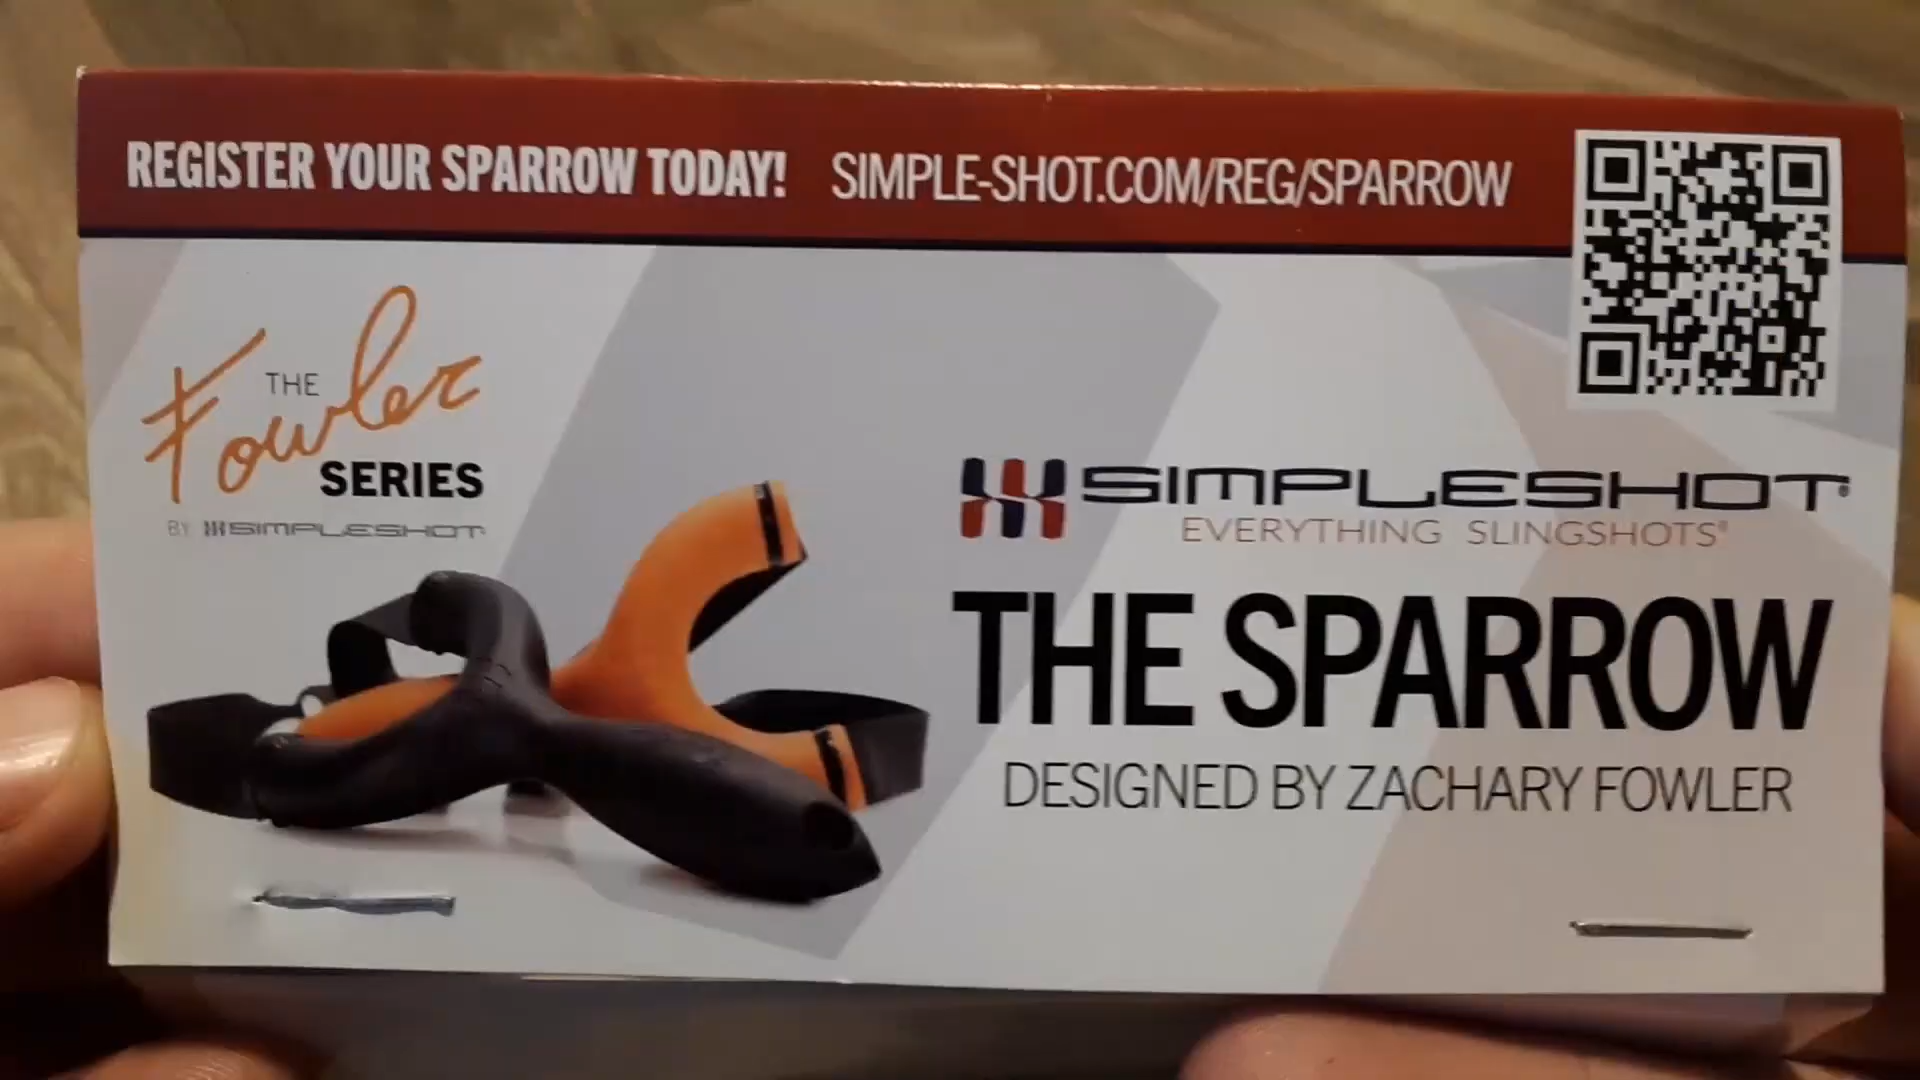 REGISTER YOUR SPARROW TODAY! SIMPLE-SHOT.COM/REG/SPARROW
THE
Fowler
SERIES
BY SIMPLESHOT
SIMPLESHOT®
EVERYTHING SLINGSHOTS®
THE SPARROW
DESIGNED BY ZACHARY FOWLER